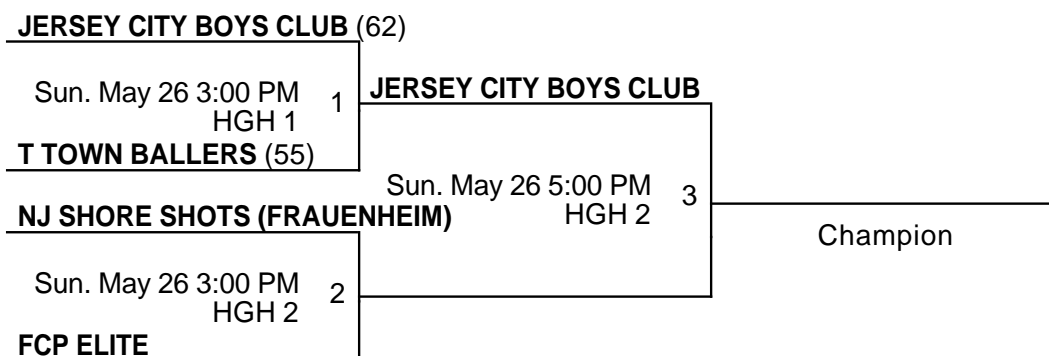 JERSEY CITY BOYS CLUB (62)
Sun. May 26 3:00 PM
HGH 1
1
T TOWN BALLERS (55)
JERSEY CITY BOYS CLUB
Sun. May 26 5:00 PM
HGH 2
3
NJ SHORE SHOTS (FRAUENHEIM)
Sun. May 26 3:00 PM
HGH 2
2
FCP ELITE
Champion